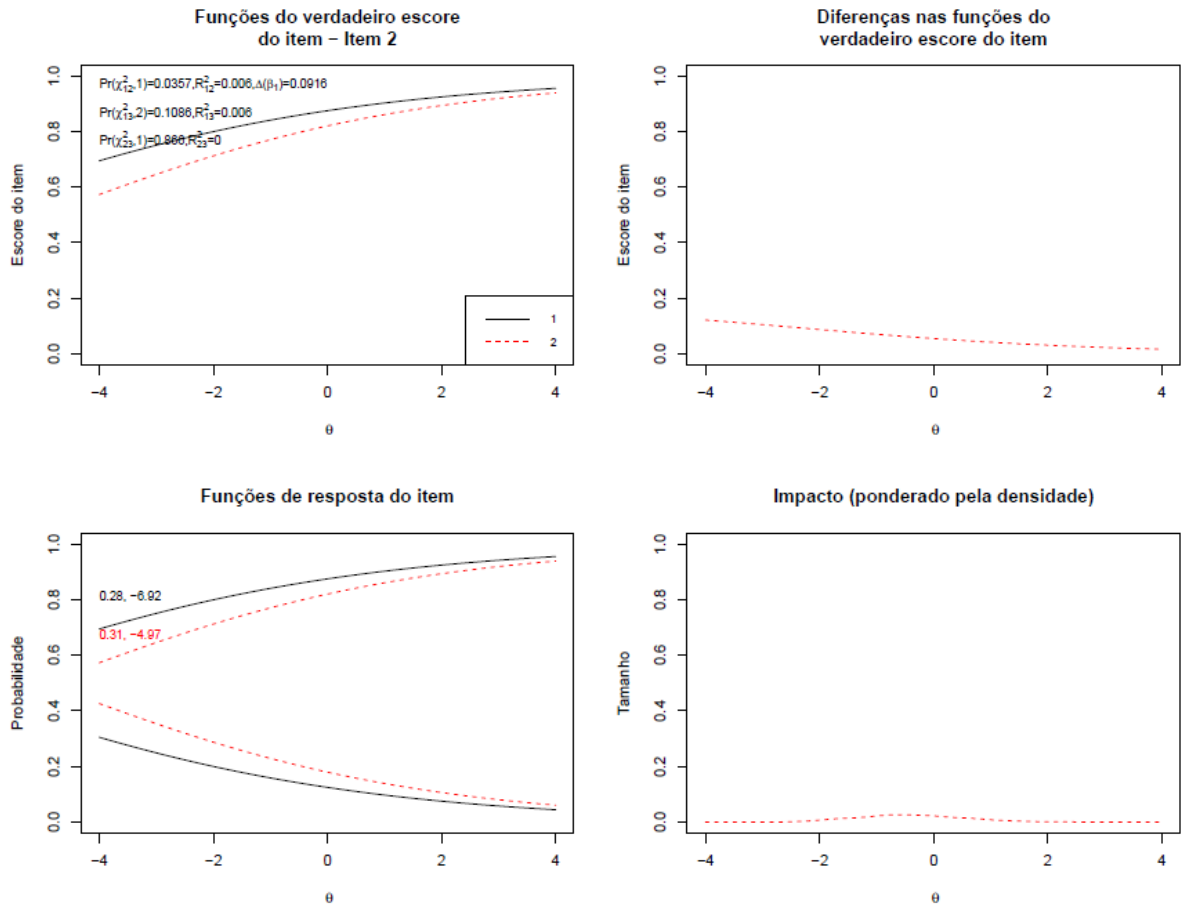 Funções do verdadeiro escore
do item − Item 2
Pr(χ²₁₂,1)=0.0357,R²₁₂=0.006,Δ(β₁)=0.0916
Pr(χ²₁₃,2)=0.1086,R²₁₃=0.006
Pr(χ²₂₃,1)=0.866,R²₂₃=0
Escore do item
1.0
0.8
0.6
0.4
0.2
0.0
1
2
−4
−2
0
2
4
θ
Diferenças nas funções do
verdadeiro escore do item
Escore do item
1.0
0.8
0.6
0.4
0.2
0.0
−4
−2
0
2
4
θ
Funções de resposta do item
Probabilidade
1.0
0.8
0.6
0.4
0.2
0.0
0.28, −6.92
0.31, −4.97
−4
−2
0
2
4
θ
Impacto (ponderado pela densidade)
Tamanho
1.0
0.8
0.6
0.4
0.2
0.0
−4
−2
0
2
4
θ